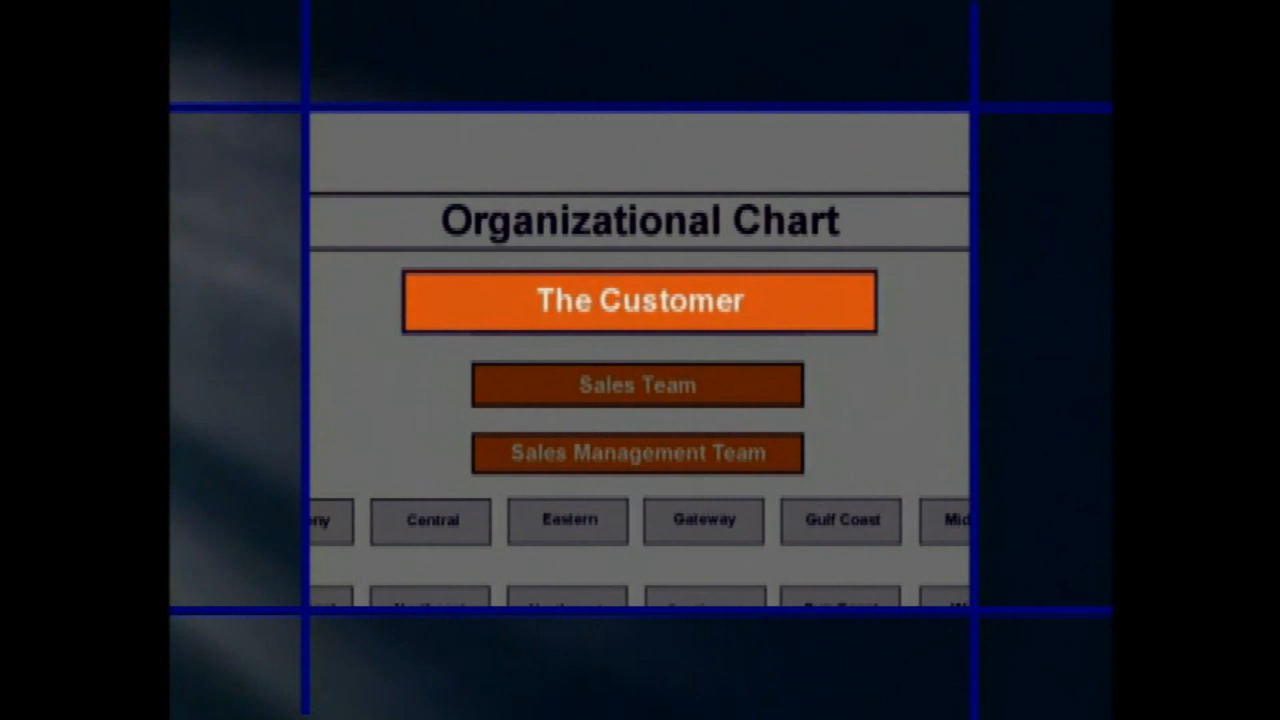 Organizational Chart
The Customer
Sales Team
Sales Management Team
Central Eastern Gateway Gulf Coast